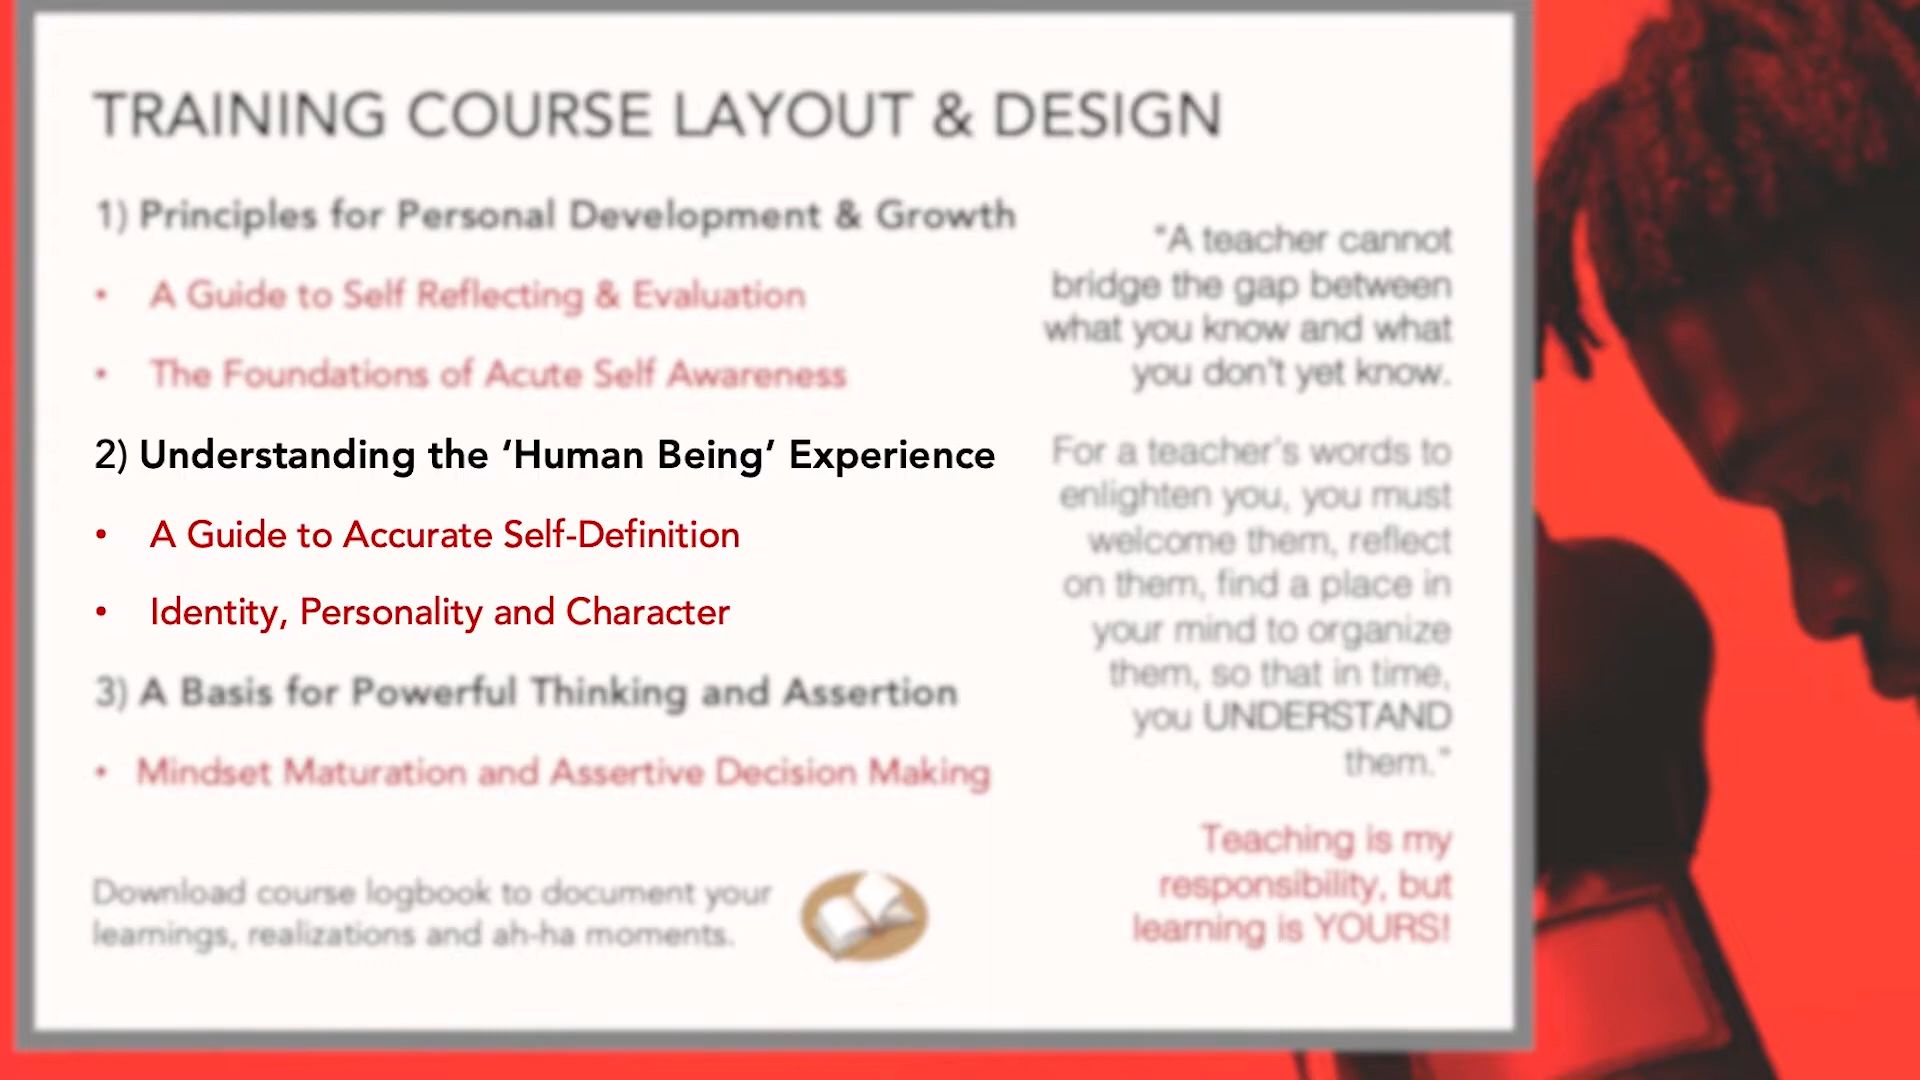 TRAINING COURSE LAYOUT & DESIGN
1) Principles for Personal Development & Growth
• A Guide to Self Reflecting & Evaluation
• The Foundations of Acute Self Awareness
2) Understanding the ‘Human Being’ Experience
• A Guide to Accurate Self-Definition
• Identity, Personality and Character
3) A Basis for Powerful Thinking and Assertion
• Mindset Maturation and Assertive Decision Making
Download course logbook to document your
learnings, realizations and ah-ha moments.
“A teacher cannot
bridge the gap between
what you know and what
you don’t yet know.
For a teacher’s words to
enlighten you, you must
welcome them, reflect
on them, find a place in
your mind to organize
them, so that in time,
you UNDERSTAND
them.”
Teaching is my
responsibility, but
learning is YOURS!